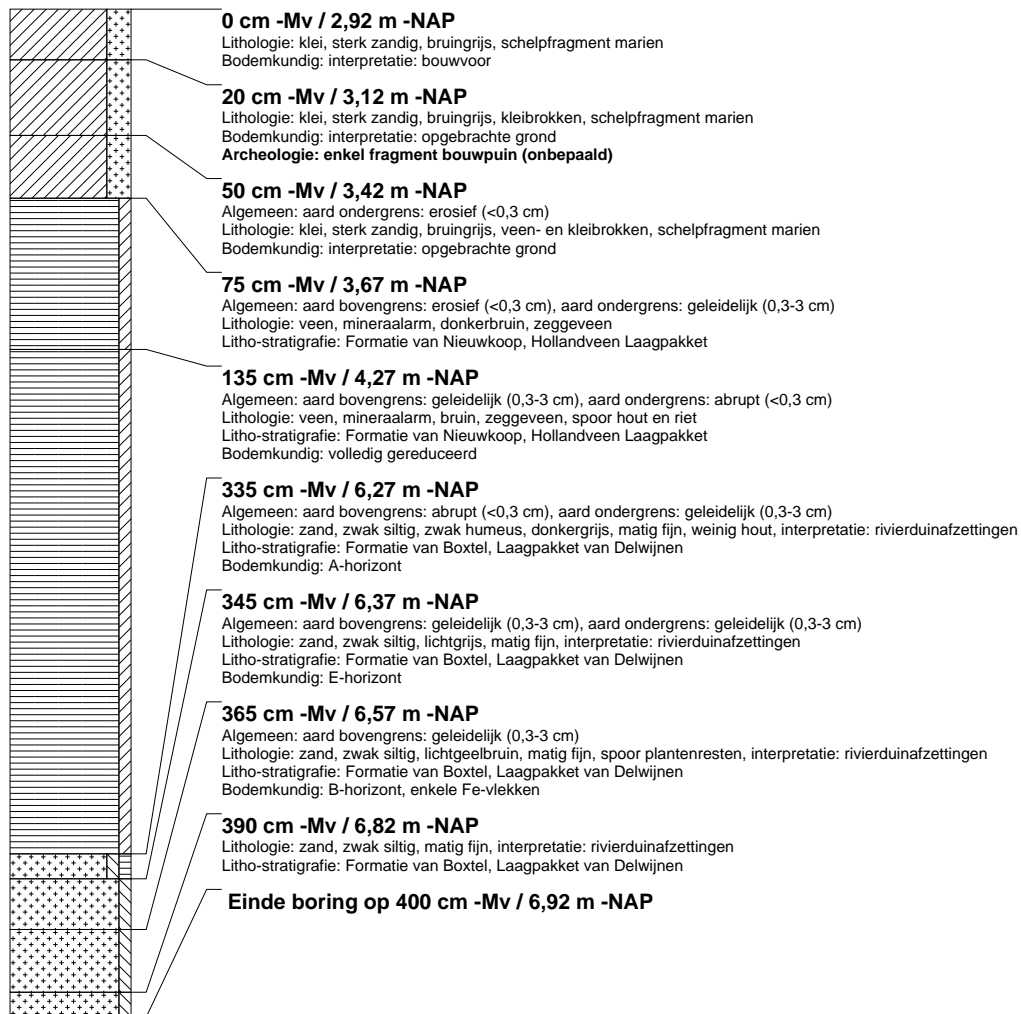 0 cm -Mv / 2,92 m -NAP
Lithologie: klei, sterk zandig, bruingrijs, schelpfragment marien
Bodemkundig: interpretatie: bouwvoor
20 cm -Mv / 3,12 m -NAP
Lithologie: klei, sterk zandig, bruingrijs, kleibrokken, schelpfragment marien
Bodemkundig: interpretatie: opgebrachte grond
Archeologie: enkel fragment bouwpuin (onbepaald)
50 cm -Mv / 3,42 m -NAP
Algemeen: aard ondergrens: erosief (<0,3 cm)
Lithologie: klei, sterk zandig, bruingrijs, veen- en kleibrokken, schelpfragment marien
Bodemkundig: interpretatie: opgebrachte grond
75 cm -Mv / 3,67 m -NAP
Algemeen: aard bovengrens: erosief (<0,3 cm), aard ondergrens: geleidelijk (0,3-3 cm)
Lithologie: veen, mineraalarm, donkerbruin, zeggeveen
Litho-stratigrafie: Formatie van Nieuwkoop, Hollandveen Laagpakket
135 cm -Mv / 4,27 m -NAP
Algemeen: aard bovengrens: geleidelijk (0,3-3 cm), aard ondergrens: abrupt (<0,3 cm)
Lithologie: veen, mineraalarm, bruin, zeggeveen, spoor hout en riet
Litho-stratigrafie: Formatie van Nieuwkoop, Hollandveen Laagpakket
Bodemkundig: volledig gereduceerd
335 cm -Mv / 6,27 m -NAP
Algemeen: aard bovengrens: abrupt (<0,3 cm), aard ondergrens: geleidelijk (0,3-3 cm)
Lithologie: zand, zwak siltig, zwak humeus, donkergrijs, matig fijn, weinig hout, interpretatie: rivierduinafzettingen
Litho-stratigrafie: Formatie van Boxtel, Laagpakket van Delwijnen
Bodemkundig: A-horizont
345 cm -Mv / 6,37 m -NAP
Algemeen: aard bovengrens: geleidelijk (0,3-3 cm), aard ondergrens: geleidelijk (0,3-3 cm)
Lithologie: zand, zwak siltig, lichtgrijs, matig fijn, interpretatie: rivierduinafzettingen
Litho-stratigrafie: Formatie van Boxtel, Laagpakket van Delwijnen
Bodemkundig: E-horizont
365 cm -Mv / 6,57 m -NAP
Algemeen: aard bovengrens: geleidelijk (0,3-3 cm)
Lithologie: zand, zwak siltig, lichtgeelbruin, matig fijn, spoor plantenresten, interpretatie: rivierduinafzettingen
Litho-stratigrafie: Formatie van Boxtel, Laagpakket van Delwijnen
Bodemkundig: B-horizont, enkele Fe-vlekken
390 cm -Mv / 6,82 m -NAP
Lithologie: zand, zwak siltig, matig fijn, interpretatie: rivierduinafzettingen
Litho-stratigrafie: Formatie van Boxtel, Laagpakket van Delwijnen
Einde boring op 400 cm -Mv / 6,92 m -NAP